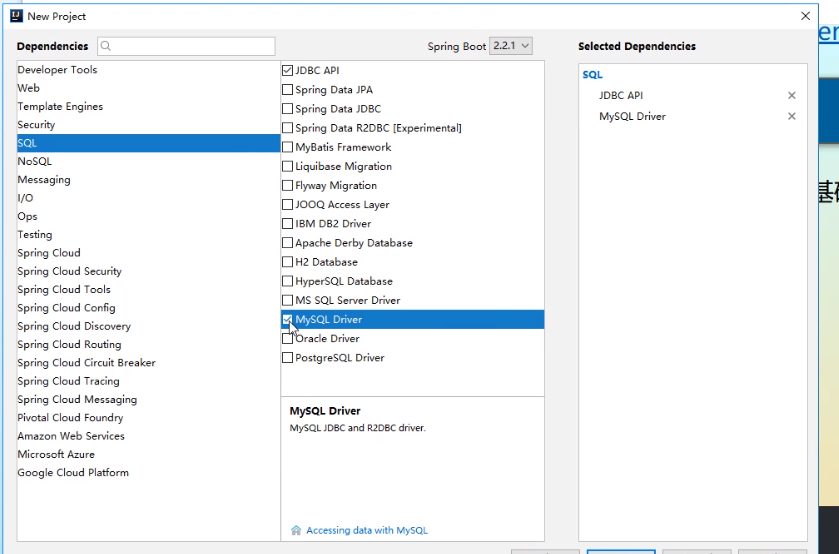 New Project
Dependencies
Spring Boot 2.2.1
Selected Dependencies
Developer Tools
Web
Template Engines
Security
SQL
NoSQL
Messaging
I/O
Ops
Testing
Spring Cloud
Spring Cloud Security
Spring Cloud Tools
Spring Cloud Config
Spring Cloud Discovery
Spring Cloud Routing
Spring Cloud Circuit Breaker
Spring Cloud Tracing
Spring Cloud Messaging
Pivotal Cloud Foundry
Amazon Web Services
Microsoft Azure
Google Cloud Platform
JDBC API
Spring Data JPA
Spring Data JDBC
Spring Data R2DBC [Experimental]
MyBatis Framework
Liquibase Migration
Flyway Migration
JOOQ Access Layer
IBM DB2 Driver
Apache Derby Database
H2 Database
HyperSQL Database
MS SQL Server Driver
MySQL Driver
Oracle Driver
PostgreSQL Driver
MySQL Driver
MySQL JDBC and R2DBC driver.
Accessing data with MySQL
SQL
JDBC API
MySQL Driver